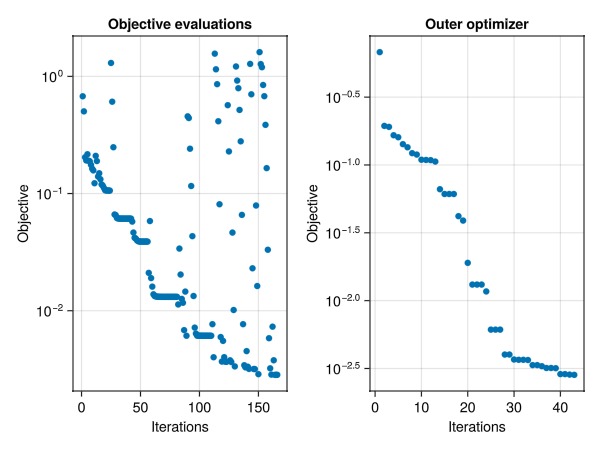 Objective evaluations
Objective
10⁰
10⁻¹
10⁻²
0
50
100
150
Iterations
Outer optimizer
Objective
10⁻⁰·⁵
10⁻¹·⁰
10⁻¹·⁵
10⁻²·⁰
10⁻²·⁵
0
10
20
30
40
Iterations